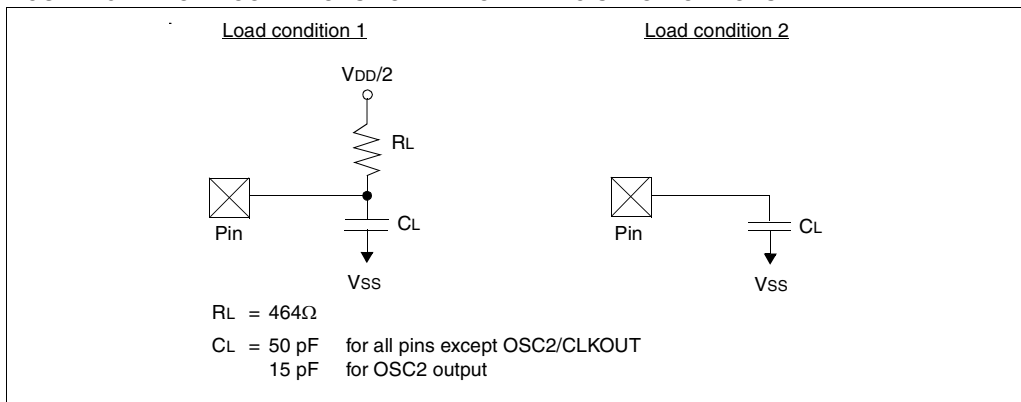 Load condition 1
Load condition 2
VDD/2
RL
Pin
CL
VSS
Pin
CL
VSS
RL = 464Ω
CL = 50 pF for all pins except OSC2/CLKOUT
15 pF for OSC2 output